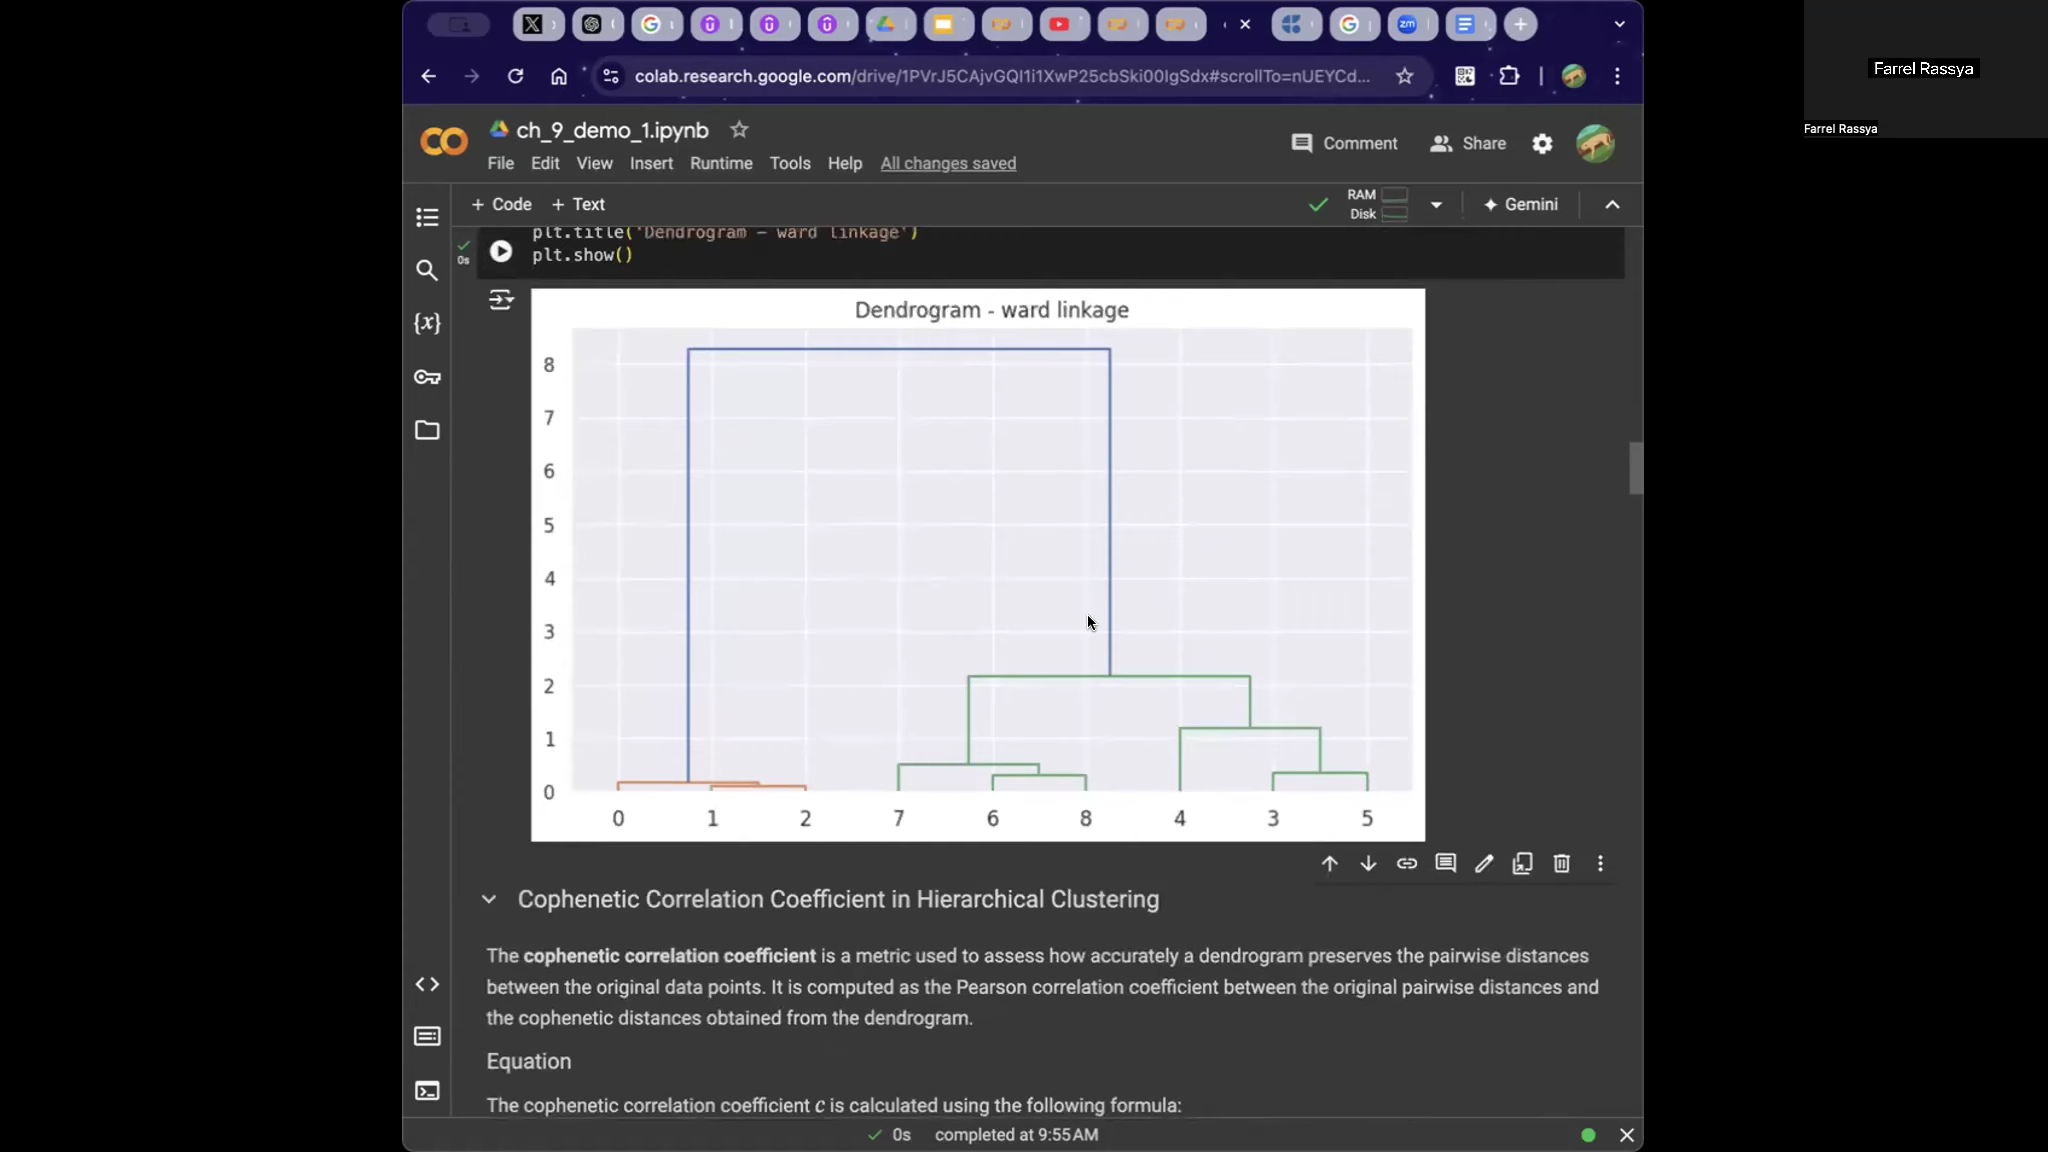 Farrel Rassya
Farrel Rassya
colab.research.google.com/drive/1PVrJ5CAjvGQI1i1XwP25cbSki00IgSdx#scrollTo=nUEYCd...
ch_9_demo_1.ipynb
Comment
Share
File Edit View Insert Runtime Tools Help All changes saved
+ Code + Text
RAM
Disk
Gemini
plt.title('Dendrogram - ward linkage')
0s
plt.show()
Dendrogram - ward linkage
8
7
6
5
4
3
2
1
0
0 1 2 7 6 8 4 3 5
Cophenetic Correlation Coefficient in Hierarchical Clustering
The cophenetic correlation coefficient is a metric used to assess how accurately a dendrogram preserves the pairwise distances
between the original data points. It is computed as the Pearson correlation coefficient between the original pairwise distances and
the cophenetic distances obtained from the dendrogram.
Equation
The cophenetic correlation coefficient c is calculated using the following formula:
0s completed at 9:55 AM